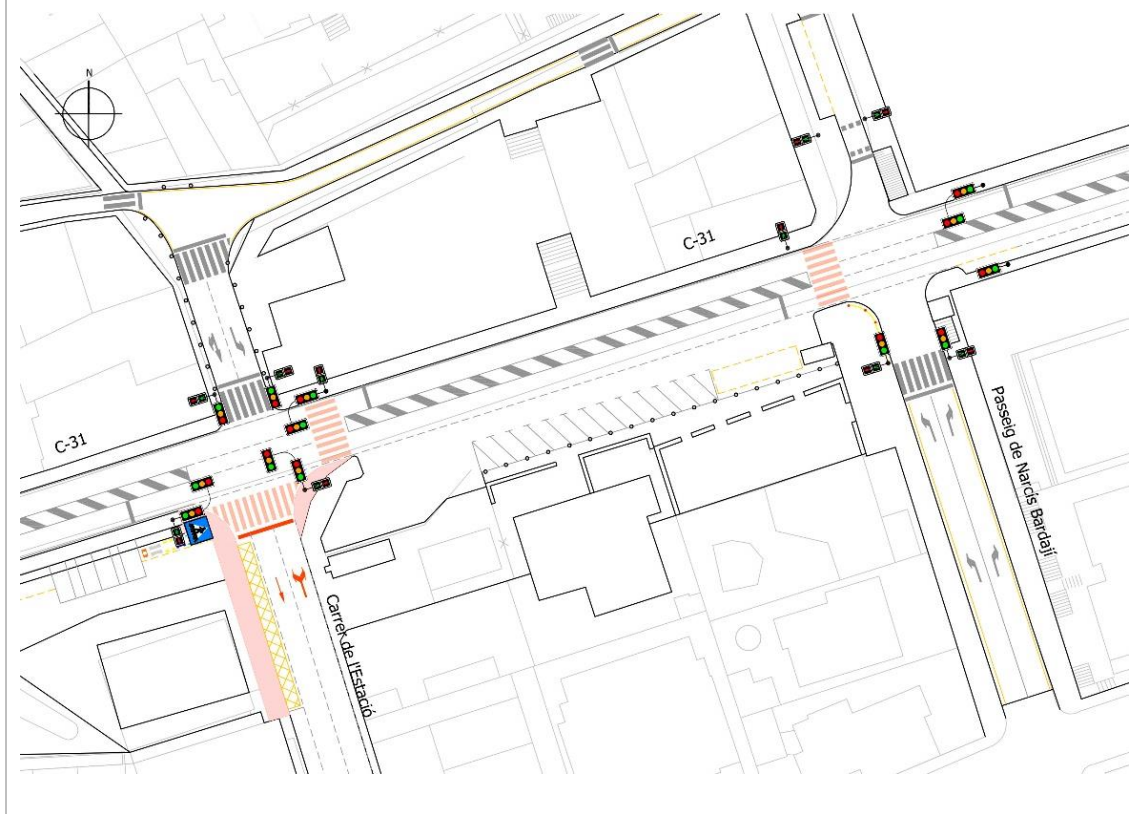 N
C-31
C-31
Passeig de Narcís Bardají
Carrer de l'Estació